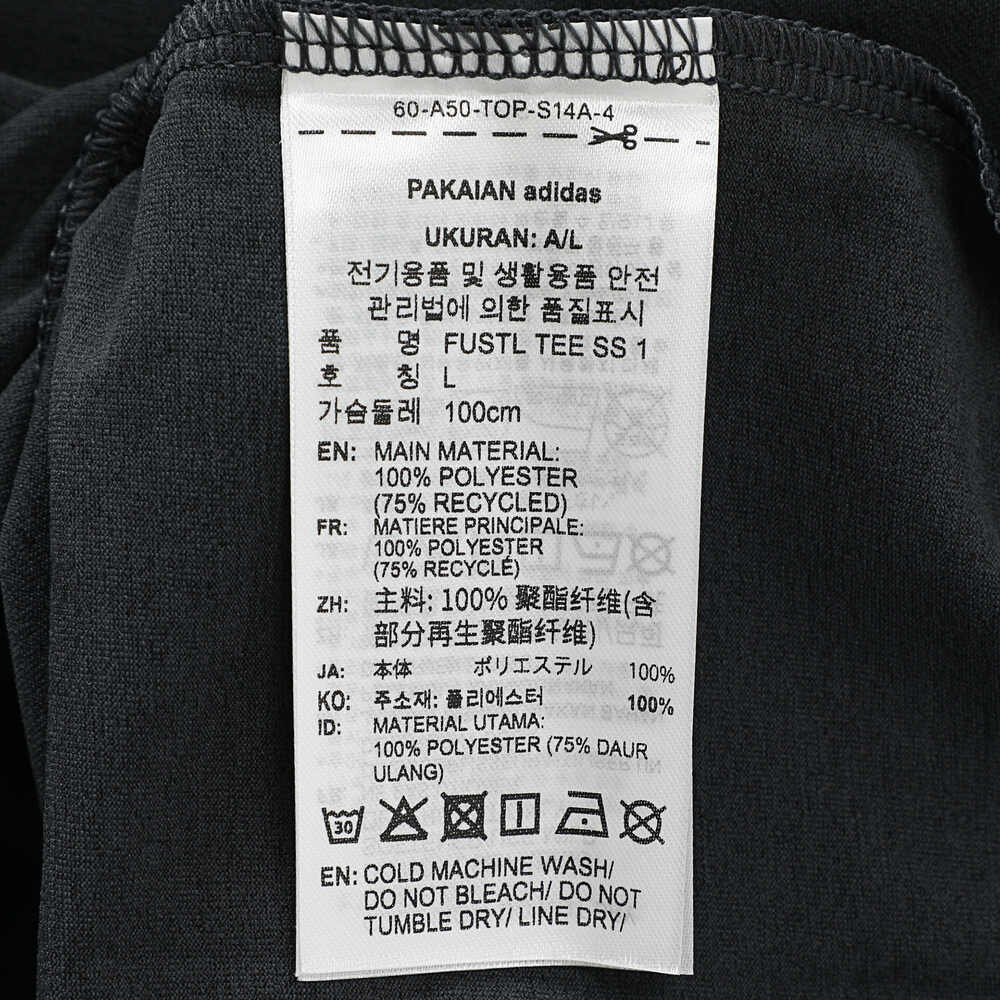 60-A50-TOP-S14A-4
PAKAIAN adidas
UKURAN: A/L
전기용품 및 생활용품 안전
관리법에 의한 품질표시
품 명 FUSTL TEE SS 1
호 칭 L
가슴둘레 100cm
EN: MAIN MATERIAL:
100% POLYESTER
(75% RECYCLED)
FR: MATIERE PRINCIPALE:
100% POLYESTER
(75% RECYCLÉ)
ZH: 主料: 100% 聚酯纤维(含
部分再生聚酯纤维)
JA: 本体 ポリエステル 100%
KO: 주소재: 폴리에스터 100%
ID: MATERIAL UTAMA:
100% POLYESTER (75% DAUR
ULANG)
30
EN: COLD MACHINE WASH/
DO NOT BLEACH/ DO NOT
TUMBLE DRY/ LINE DRY/